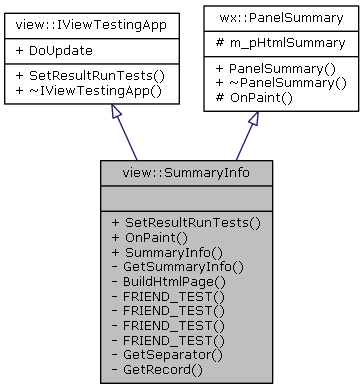 view::IViewTestingApp
+ DoUpdate
+ SetResultRunTests()
+ ~IViewTestingApp()
wx::PanelSummary
# m_pHtmlSummary
+ PanelSummary()
+ ~PanelSummary()
# OnPaint()
view::SummaryInfo
+ SetResultRunTests()
+ OnPaint()
+ SummaryInfo()
- GetSummaryInfo()
- BuildHtmlPage()
- FRIEND_TEST()
- FRIEND_TEST()
- FRIEND_TEST()
- FRIEND_TEST()
- GetSeparator()
- GetRecord()